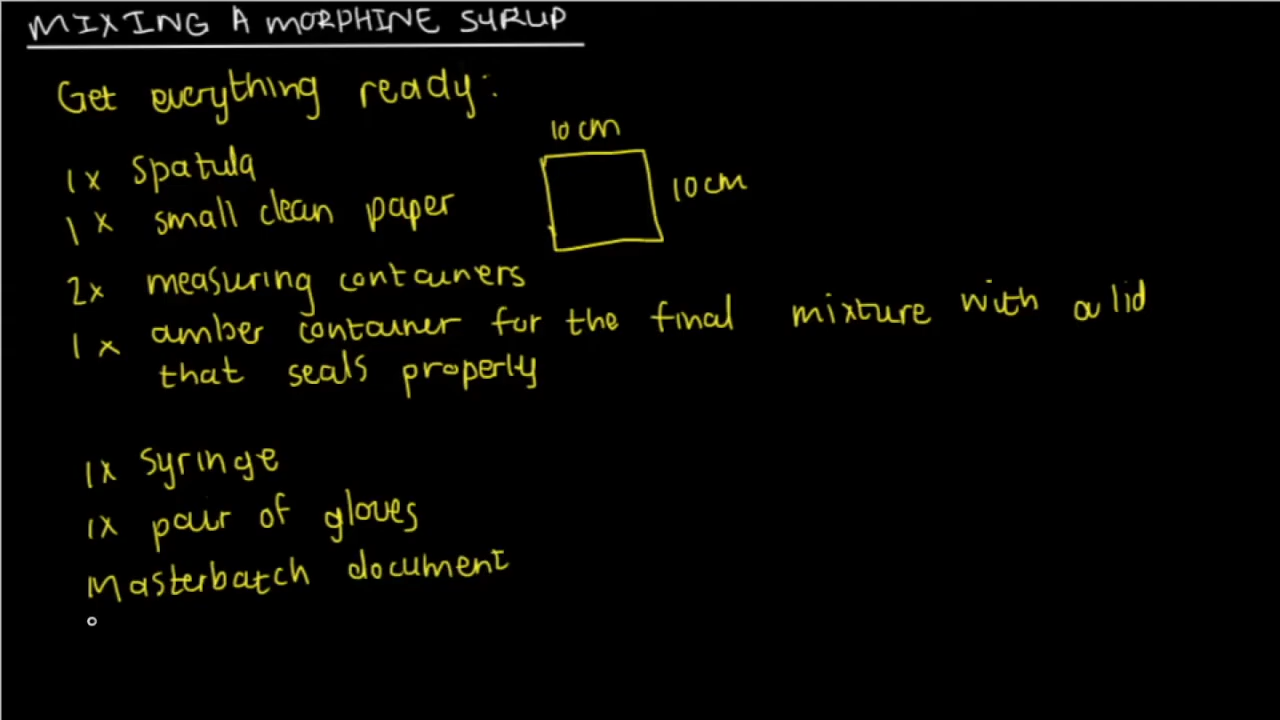 MIXING A MORPHINE SYRUP
Get everything ready:
10 cm
1x Spatula
10 cm
1x small clean paper
2x measuring containers
1x amber container for the final mixture with a lid
that seals properly
1x Syringe
1x pair of gloves
Masterbatch document